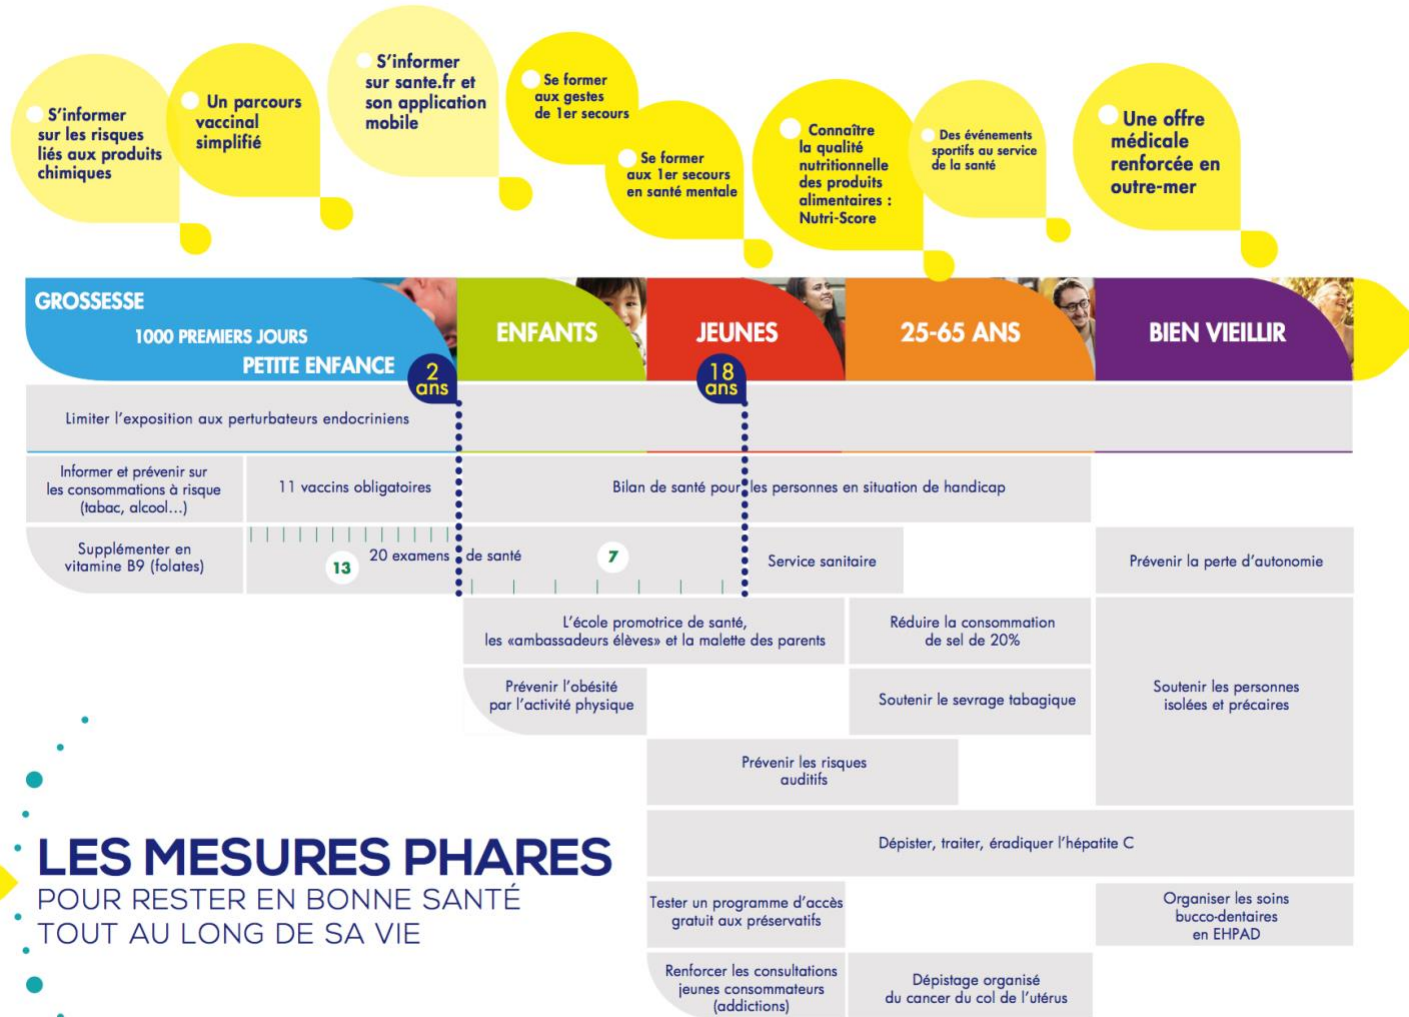 S'informer
sur les risques
liés aux produits
chimiques
Un parcours
vaccinal
simplifié
S'informer
sur sante.fr et
son application
mobile
Se former
aux gestes
de 1er secours
Se former
aux 1er secours
en santé mentale
Connaître
la qualité
nutritionnelle
des produits
alimentaires :
Nutri-Score
Des événements
sportifs au service
de la santé
Une offre
médicale
renforcée en
outre-mer
GROSSESSE
1000 PREMIERS JOURS
PETITE ENFANCE
2
ans
ENFANTS
JEUNES
18
ans
25-65 ANS
BIEN VIEILLIR
Limiter l'exposition aux perturbateurs endocriniens
Informer et prévenir sur
les consommations à risque
(tabac, alcool...)
11 vaccins obligatoires
Bilan de santé pour les personnes en situation de handicap
Supplémenter en
vitamine B9 (folates)
13
20 examens de santé
7
Service sanitaire
Prévenir la perte d'autonomie
L'école promotrice de santé,
les «ambassadeurs élèves» et la malette des parents
Réduire la consommation
de sel de 20%
Soutenir les personnes
isolées et précaires
Prévenir l'obésité
par l'activité physique
Soutenir le sevrage tabagique
Prévenir les risques
auditifs
Dépister, traiter, éradiquer l'hépatite C
LES MESURES PHARES
POUR RESTER EN BONNE SANTÉ
TOUT AU LONG DE SA VIE
Tester un programme d'accès
gratuit aux préservatifs
Organiser les soins
bucco-dentaires
en EHPAD
Renforcer les consultations
jeunes consommateurs
(addictions)
Dépistage organisé
du cancer du col de l'utérus